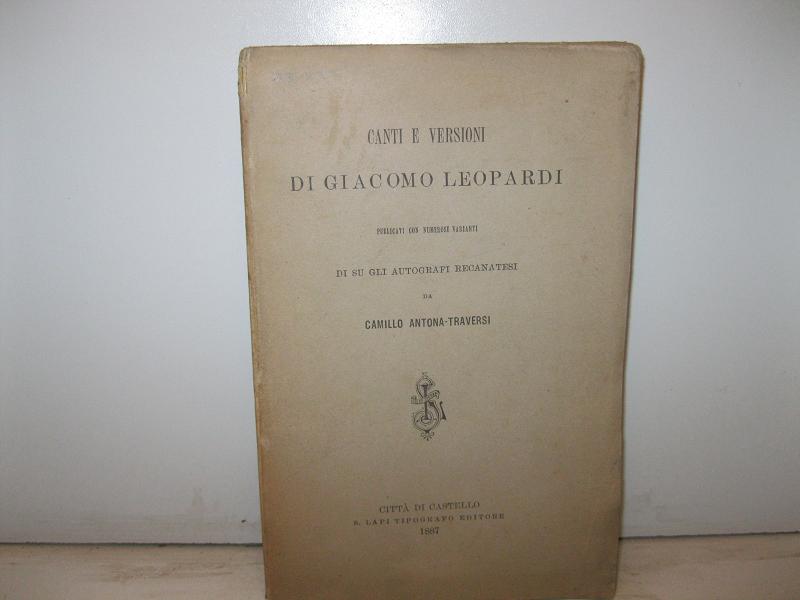 CANTI E VERSIONI
DI GIACOMO LEOPARDI
PUBLICATI CON NUMEROSE VARIANTI
DI SU GLI AUTOGRAFI RECANATESI
DA
CAMILLO ANTONA-TRAVERSI
CITTÀ DI CASTELLO
S. LAPI TIPOGRAFO EDITORE
1887